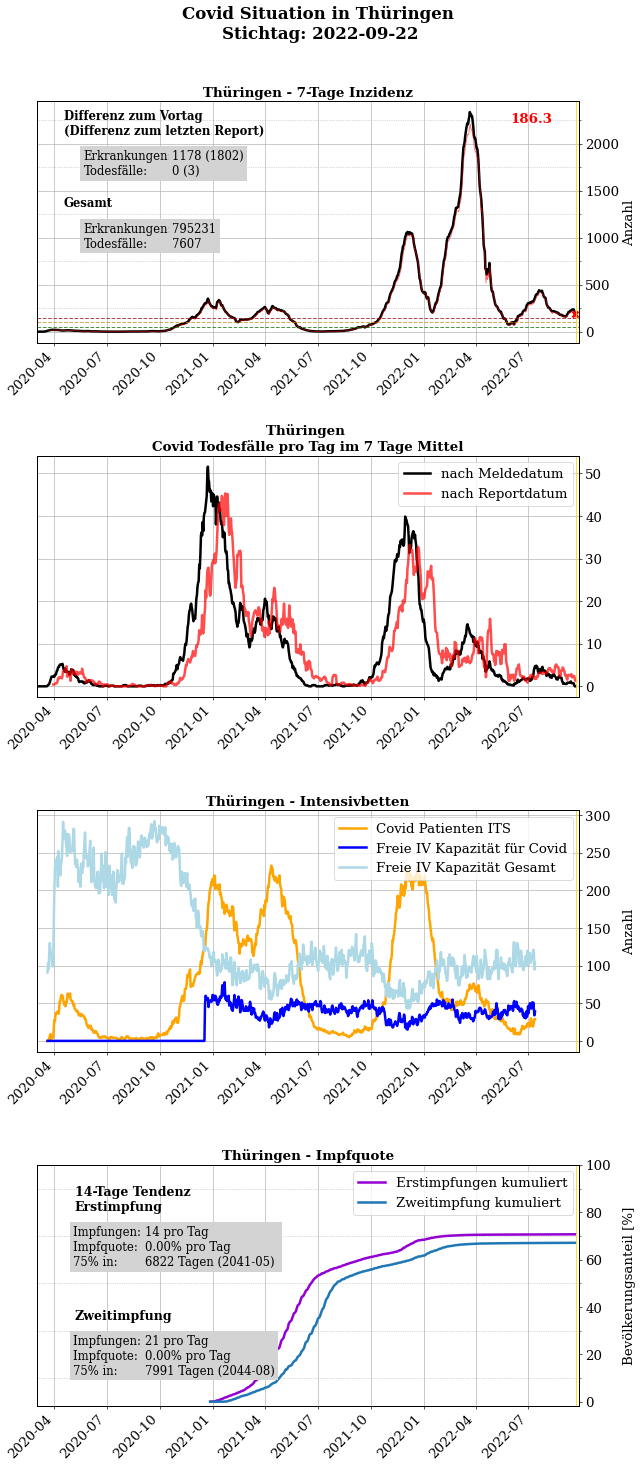 Covid Situation in Thüringen
Stichtag: 2022-09-22
Thüringen - 7-Tage Inzidenz
Differenz zum Vortag
(Differenz zum letzten Report)
Erkrankungen 1178 (1802)
Todesfälle: 0 (3)
Gesamt
Erkrankungen 795231
Todesfälle: 7607
186.3
2000
1500
1000
500
0
Anzahl
2020-04
2020-07
2020-10
2021-01
2021-04
2021-07
2021-10
2022-01
2022-04
2022-07
Thüringen
Covid Todesfälle pro Tag im 7 Tage Mittel
nach Meldedatum
nach Reportdatum
50
40
30
20
10
0
2020-04
2020-07
2020-10
2021-01
2021-04
2021-07
2021-10
2022-01
2022-04
2022-07
Thüringen - Intensivbetten
Covid Patienten ITS
Freie IV Kapazität für Covid
Freie IV Kapazität Gesamt
300
250
200
150
100
50
0
Anzahl
2020-04
2020-07
2020-10
2021-01
2021-04
2021-07
2021-10
2022-01
2022-04
2022-07
Thüringen - Impfquote
14-Tage Tendenz
Erstimpfung
Impfungen: 14 pro Tag
Impfquote: 0.00% pro Tag
75% in: 6822 Tagen (2041-05)
Zweitimpfung
Impfungen: 21 pro Tag
Impfquote: 0.00% pro Tag
75% in: 7991 Tagen (2044-08)
Erstimpfungen kumuliert
Zweitimpfung kumuliert
100
80
60
40
20
0
Bevölkerungsanteil [%]
2020-04
2020-07
2020-10
2021-01
2021-04
2021-07
2021-10
2022-01
2022-04
2022-07